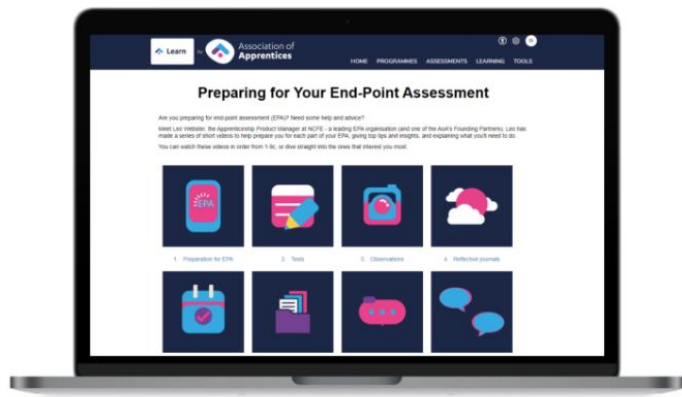 Learn
By
Association of
Apprentices
HOME PROGRAMMES ASSESSMENTS LEARNING TOOLS
Preparing for Your End-Point Assessment
Are you preparing for end-point assessment (EPA)? Need some help and advice?
Meet Leo Webster, the Apprenticeship Product Manager at NCFE - a leading EPA organisation (and one of the AoA's Founding Partners). Leo has
made a series of short videos to help prepare you for each part of your EPA, giving top tips and insights, and explaining what you'll need to do.
You can watch these videos in order from 1-9c, or dive straight into the ones that interest you most.
EPA
1. Preparation for EPA
2. Tests
3. Observations
4. Reflective journals